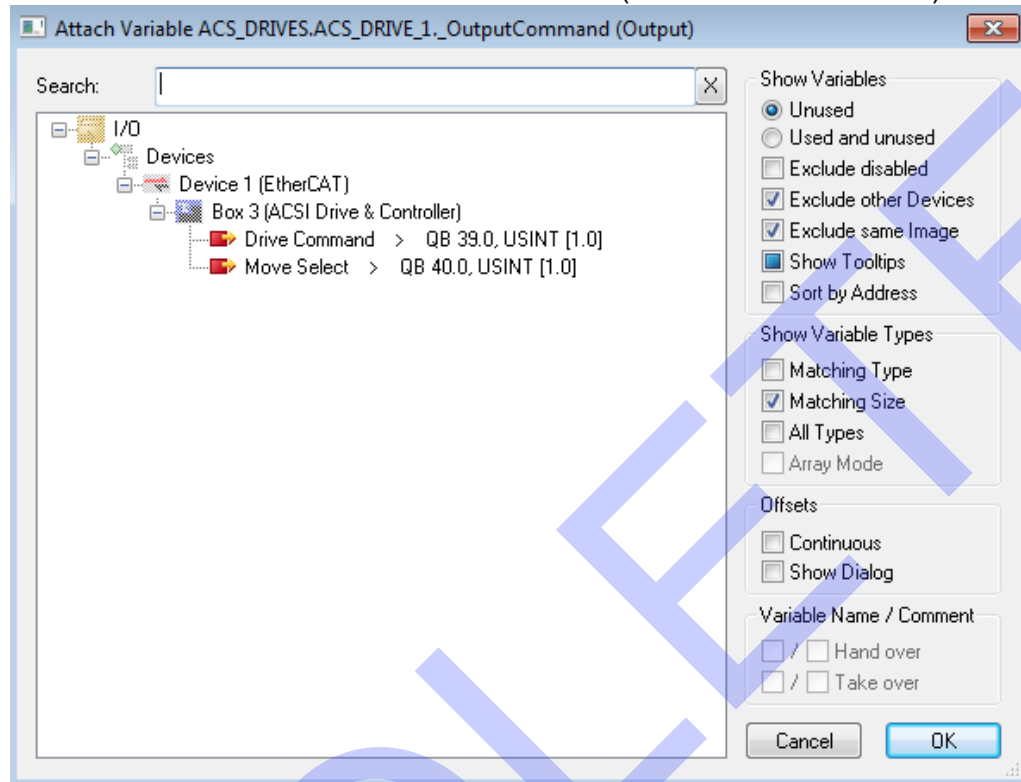 Attach Variable ACS_DRIVES.ACS_DRIVE_1._OutputCommand (Output)
Search:
I/O
Devices
Device 1 (EtherCAT)
Box 3 (ACSI Drive & Controller)
Drive Command > QB 39.0, USINT [1.0]
Move Select > QB 40.0, USINT [1.0]
Show Variables
Unused
Used and unused
Exclude disabled
Exclude other Devices
Exclude same Image
Show Tooltips
Sort by Address
Show Variable Types
Matching Type
Matching Size
All Types
Array Mode
Offsets
Continuous
Show Dialog
Variable Name / Comment
/ Hand over
/ Take over
Cancel
OK